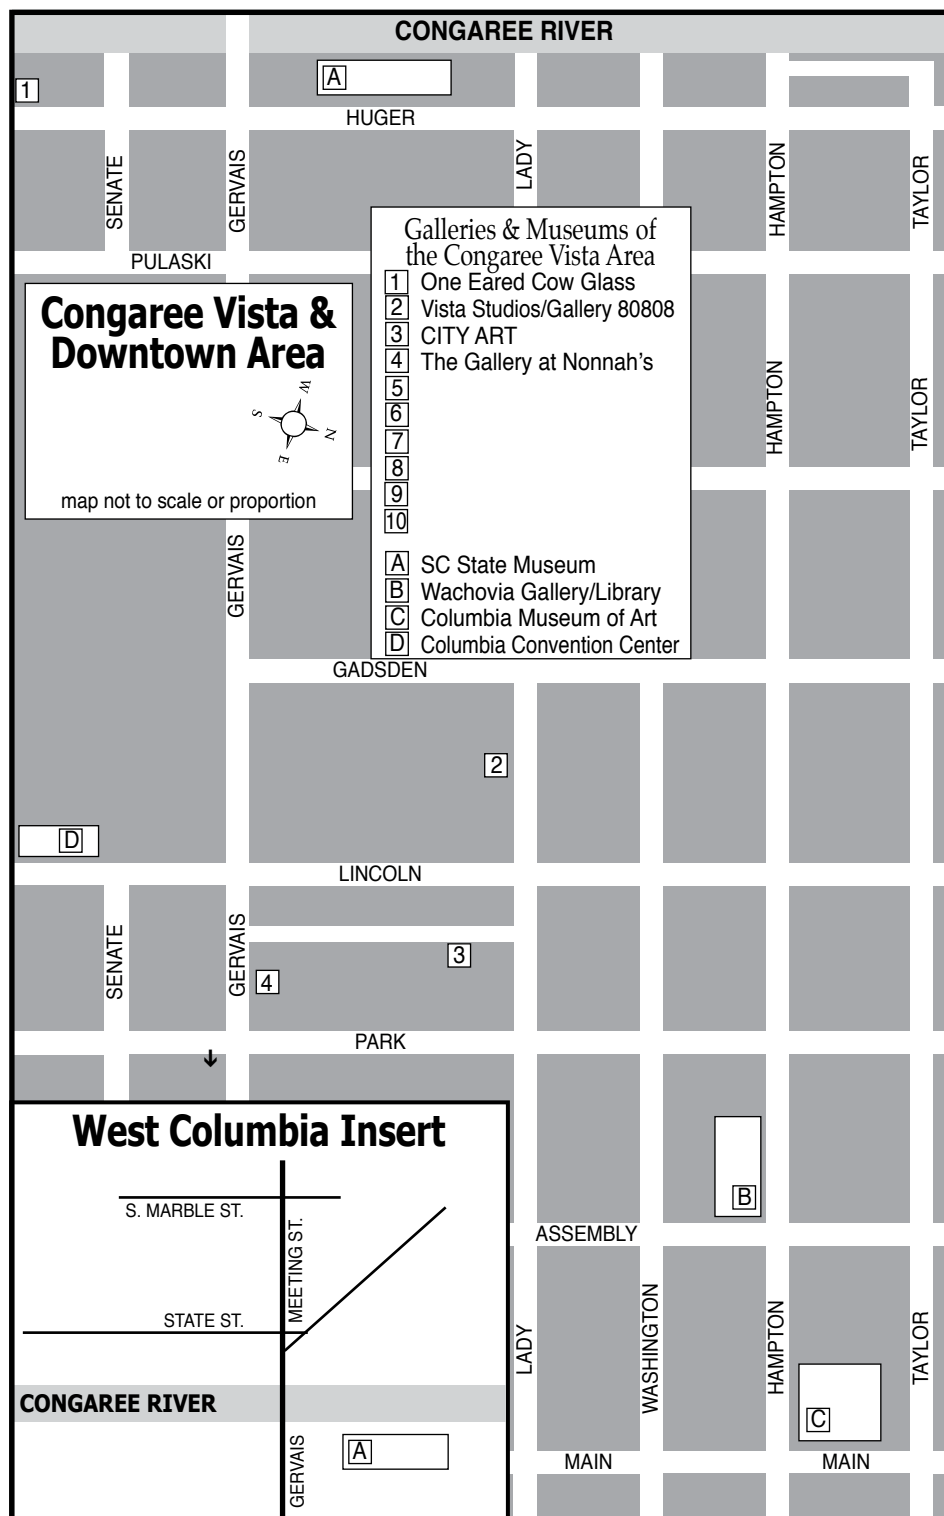 CONGAREE RIVER
1
A
HUGER
SENATE
GERVAIS
LADY
HAMPTON
TAYLOR
PULASKI
Galleries & Museums of
the Congaree Vista Area
1 One Eared Cow Glass
2 Vista Studios/Gallery 80808
3 CITY ART
4 The Gallery at Nonnah's
5
6
7
8
9
10
A SC State Museum
B Wachovia Gallery/Library
C Columbia Museum of Art
D Columbia Convention Center
Congaree Vista &
Downtown Area
W
S
N
E
map not to scale or proportion
HAMPTON
TAYLOR
GERVAIS
GADSDEN
2
D
LINCOLN
SENATE
GERVAIS
3
4
PARK
West Columbia Insert
S. MARBLE ST.
MEETING ST.
STATE ST.
CONGAREE RIVER
GERVAIS
A
B
ASSEMBLY
LADY
WASHINGTON
HAMPTON
TAYLOR
C
MAIN
MAIN